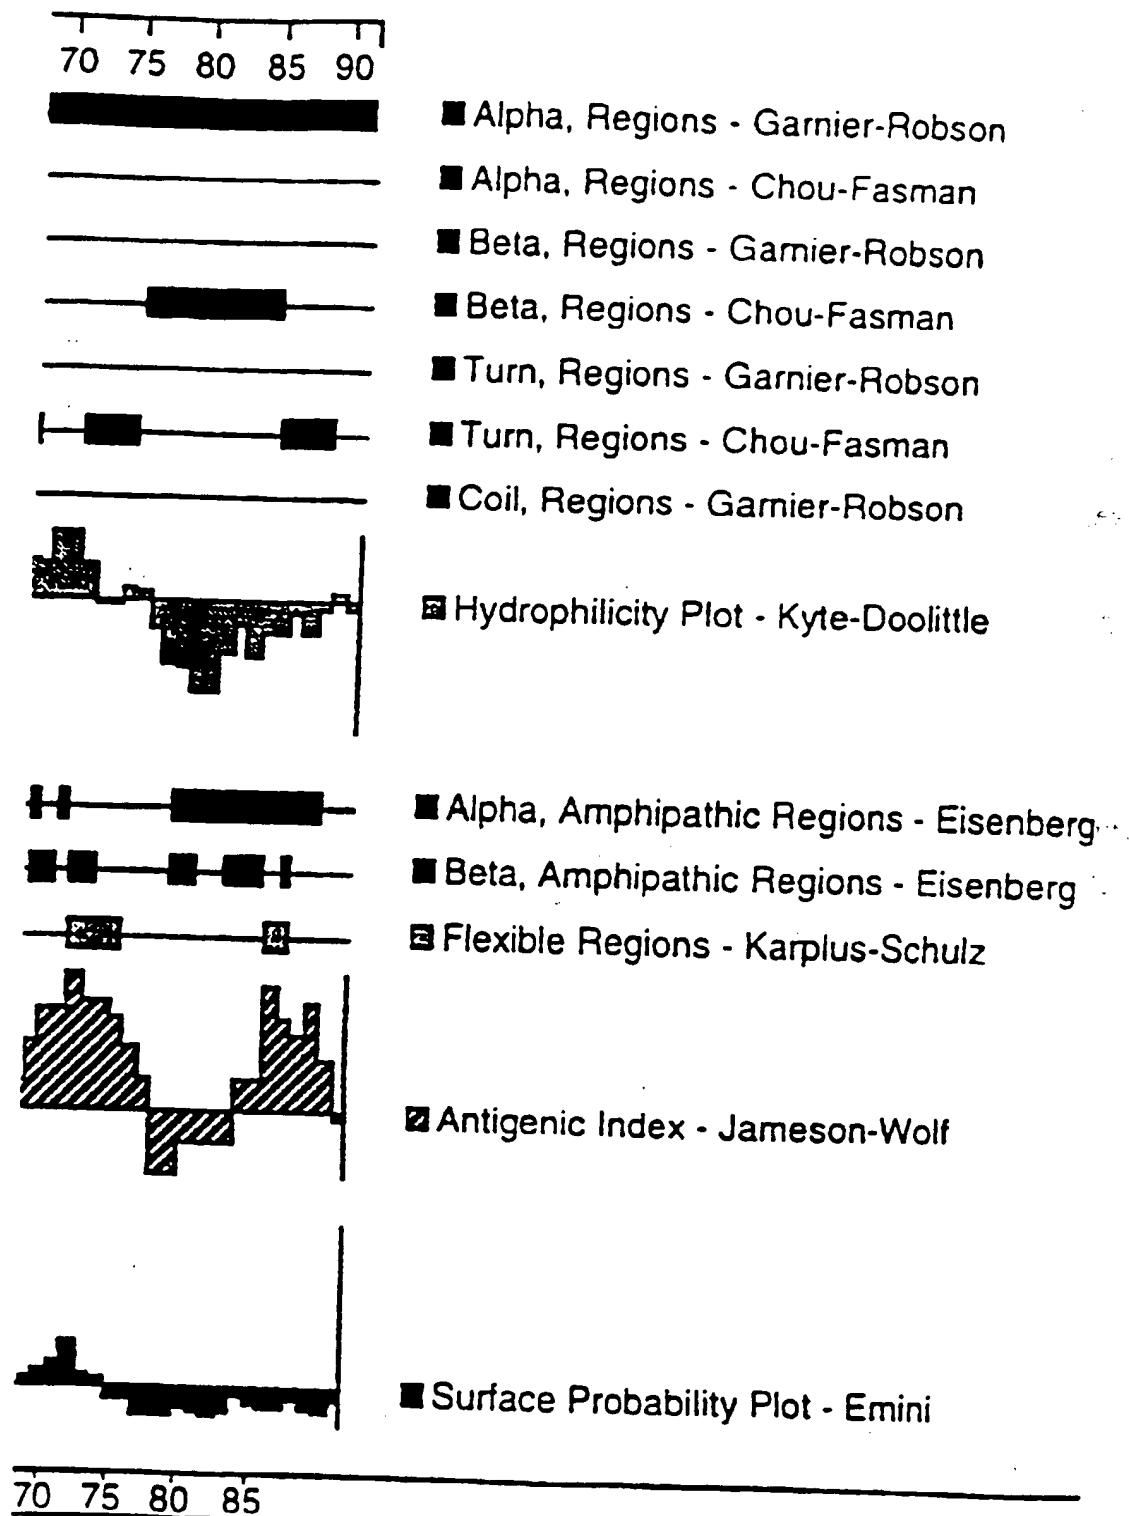 70 75 80 85 90
Alpha, Regions - Garnier-Robson
Alpha, Regions - Chou-Fasman
Beta, Regions - Garnier-Robson
Beta, Regions - Chou-Fasman
Turn, Regions - Garnier-Robson
Turn, Regions - Chou-Fasman
Coil, Regions - Garnier-Robson
Hydrophilicity Plot - Kyte-Doolittle
Alpha, Amphipathic Regions - Eisenberg
Beta, Amphipathic Regions - Eisenberg
Flexible Regions - Karplus-Schulz
Antigenic Index - Jameson-Wolf
Surface Probability Plot - Emini
70 75 80 85